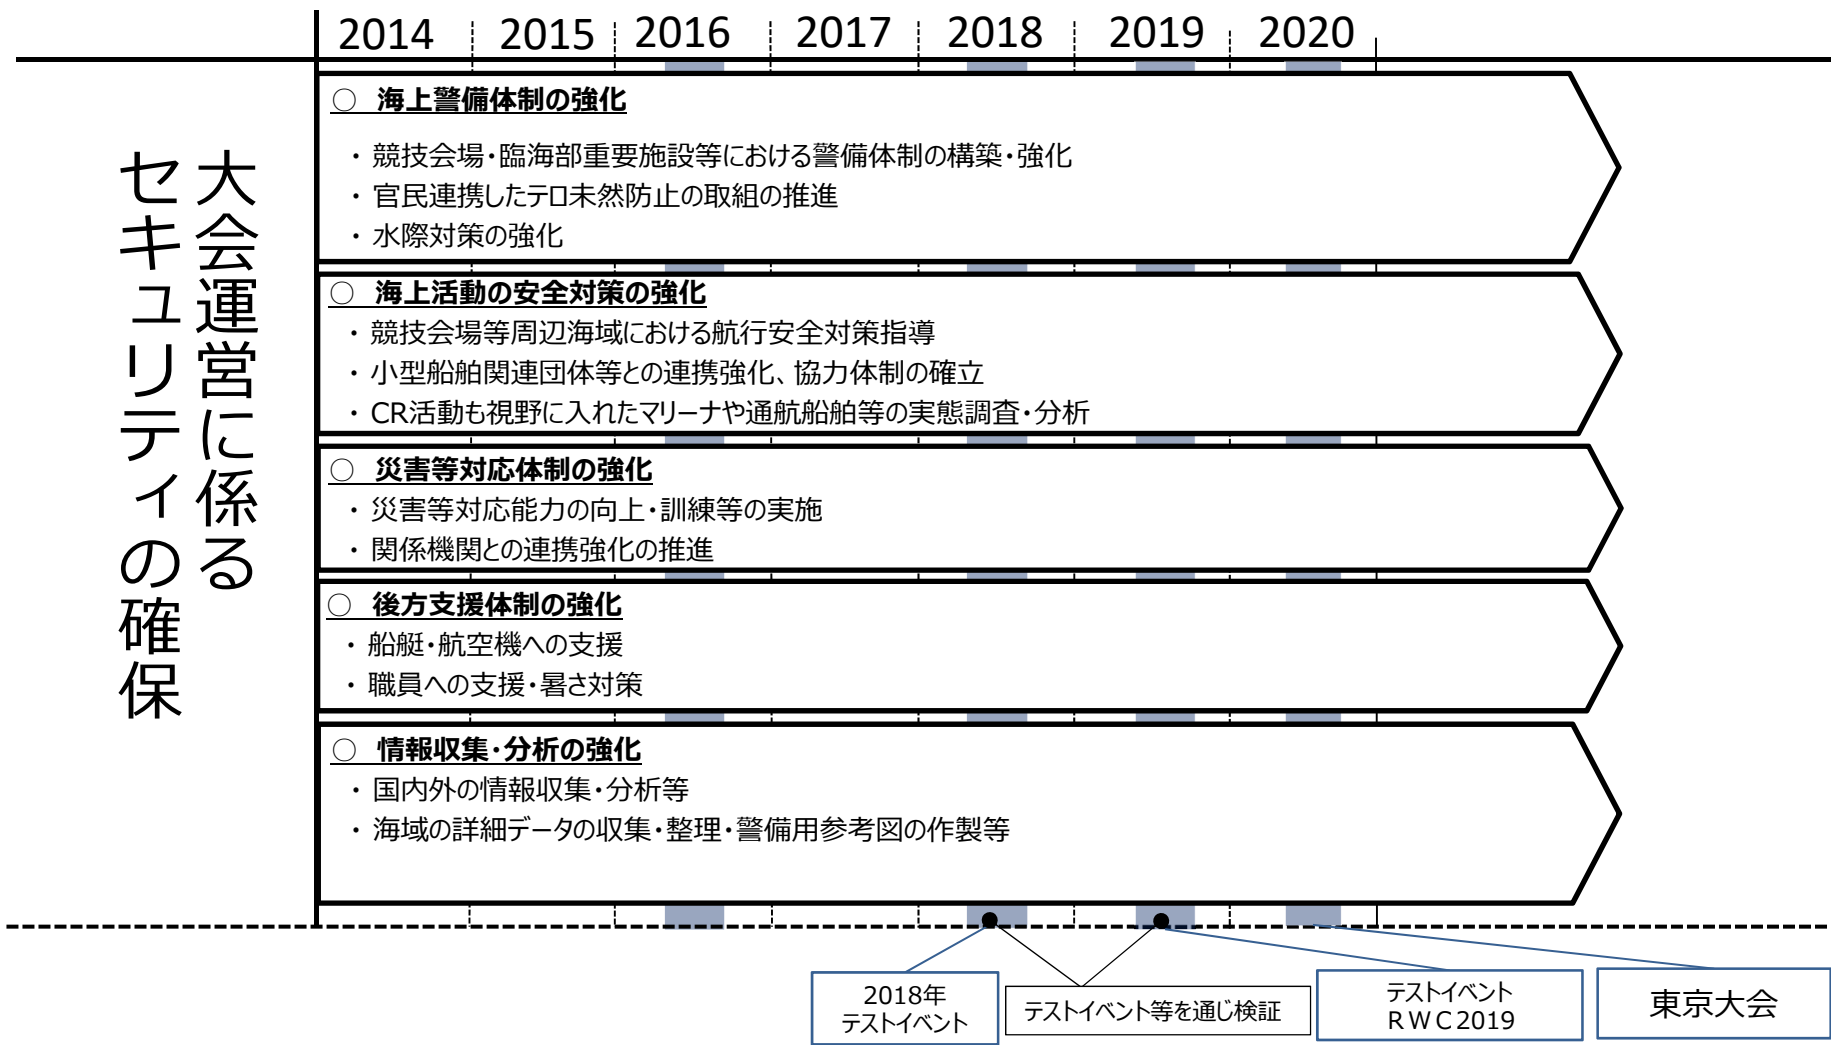 2014 2015 2016 2017 2018 2019 2020
大会運営に係る
セキュリティの確保
○ 海上警備体制の強化
・ 競技会場・臨海部重要施設等における警備体制の構築・強化
・ 官民連携したテロ未然防止の取組の推進
・ 水際対策の強化
○ 海上活動の安全対策の強化
・ 競技会場等周辺海域における航行安全対策指導
・ 小型船舶関連団体等との連携強化、協力体制の確立
・ CR活動も視野に入れたマリーナや通航船舶等の実態調査・分析
○ 災害等対応体制の強化
・ 災害等対応能力の向上・訓練等の実施
・ 関係機関との連携強化の推進
○ 後方支援体制の強化
・ 船艇・航空機への支援
・ 職員への支援・暑さ対策
○ 情報収集・分析の強化
・ 国内外の情報収集・分析等
・ 海域の詳細データの収集・整理・警備用参考図の作製等
2018年
テストイベント
テストイベント等を通じ検証
テストイベント
ＲＷＣ2019
東京大会